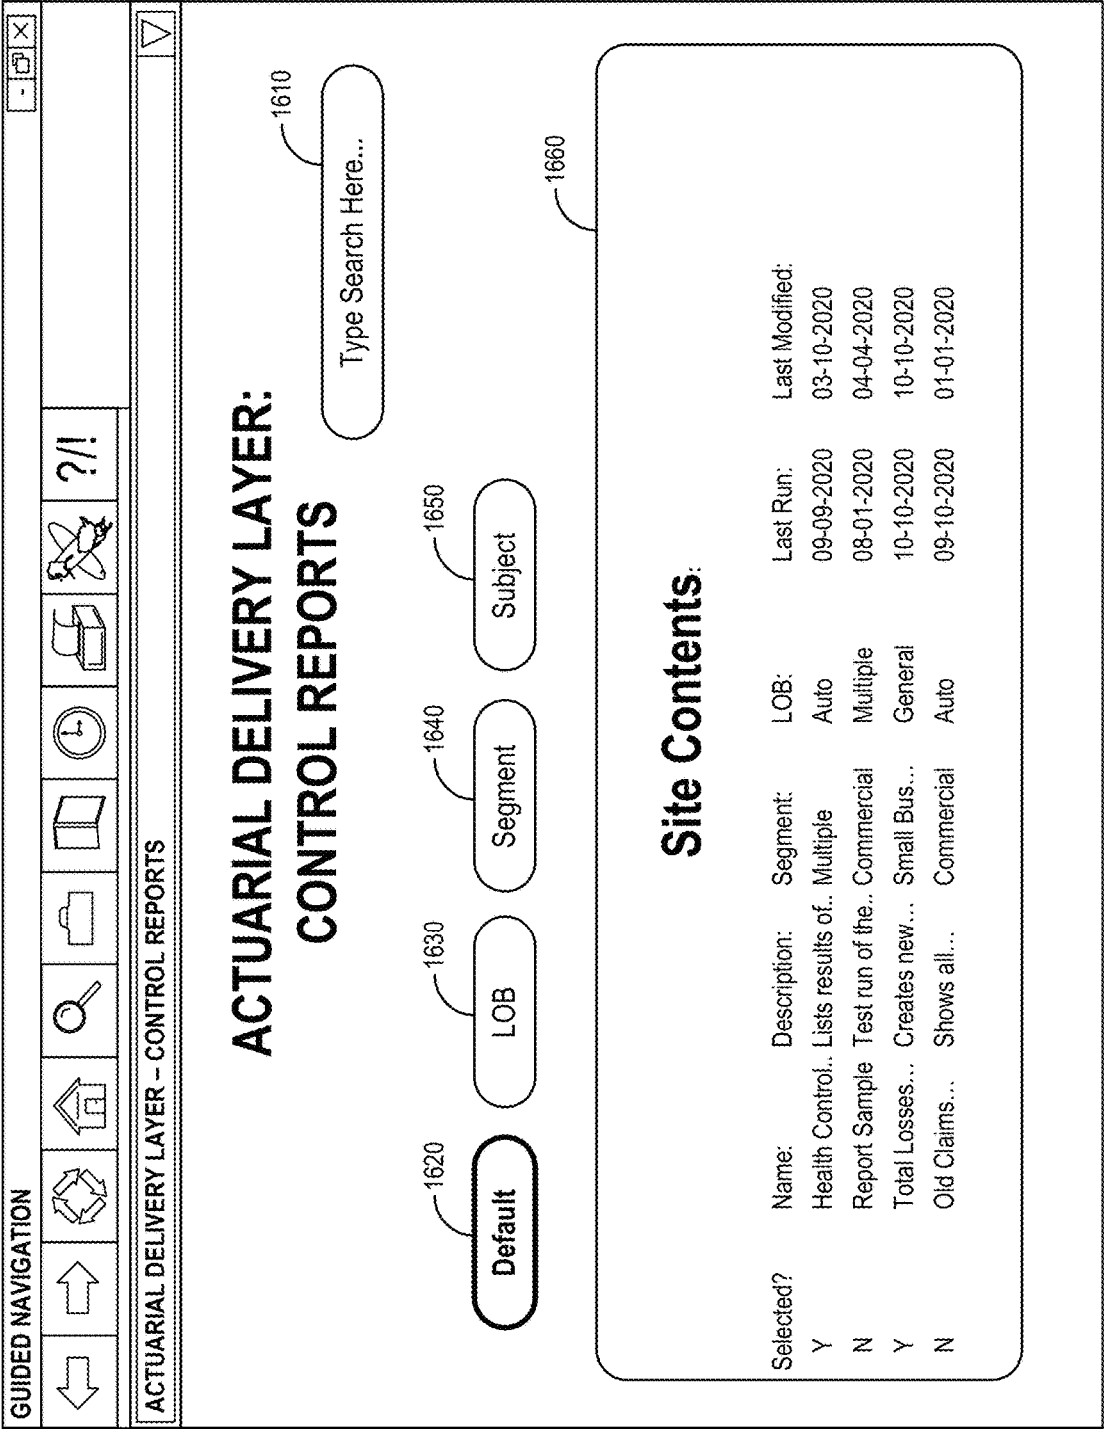 GUIDED NAVIGATION
- X
?/!
ACTUARIAL DELIVERY LAYER – CONTROL REPORTS
ACTUARIAL DELIVERY LAYER:
CONTROL REPORTS
1610
Type Search Here...
1620 1630 1640 1650
Default LOB Segment Subject
1660
Site Contents:
Selected? Name: Description: Segment: LOB: Last Run: Last Modified:
Y Health Control.. Lists results of.. Multiple Auto 09-09-2020 03-10-2020
N Report Sample Test run of the.. Commercial Multiple 08-01-2020 04-04-2020
Y Total Losses... Creates new... Small Bus... General 10-10-2020 10-10-2020
N Old Claims... Shows all.... Commercial Auto 09-10-2020 01-01-2020